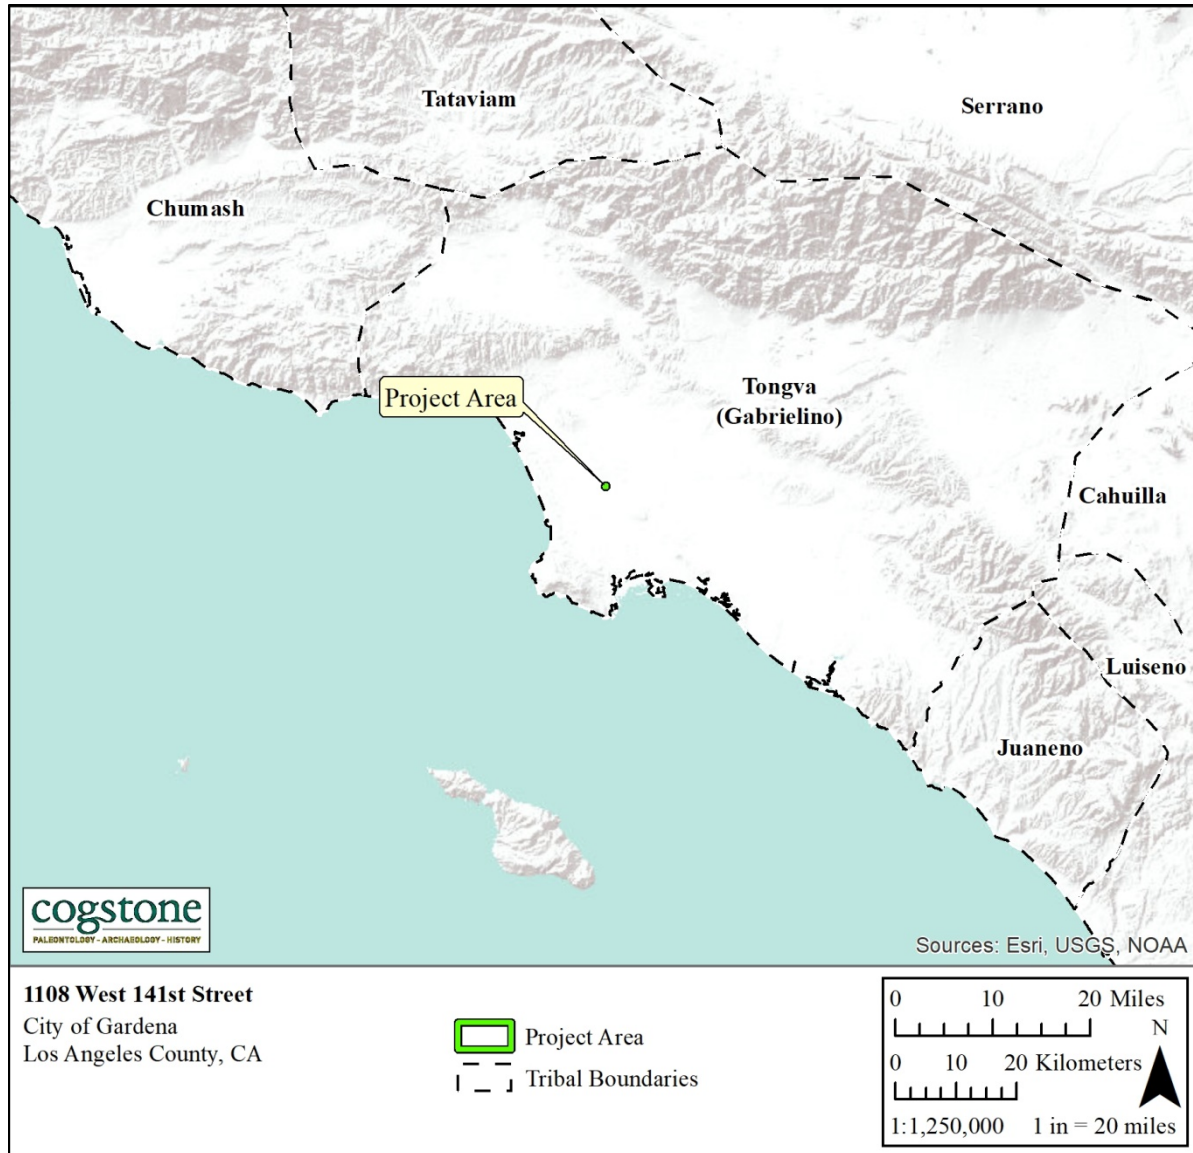 Tataviam
Serrano
Chumash
Project Area
Tongva
(Gabrielino)
Cahuilla
Luiseno
Juaneno
cogstone
PALEONTOLOGY - ARCHAEOLOGY - HISTORY
Sources: Esri, USGS, NOAA
1108 West 141st Street
City of Gardena
Los Angeles County, CA
Project Area
Tribal Boundaries
0 10 20 Miles
N
0 10 20 Kilometers
1:1,250,000 1 in = 20 miles